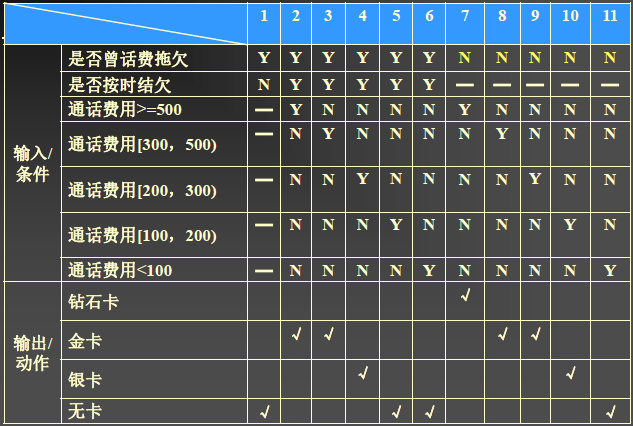 1 2 3 4 5 6 7 8 9 10 11
输入/条件
是否曾话费拖欠 Y Y Y Y Y Y N N N N N
是否按时结欠 N Y Y Y Y Y — — — — —
通话费用>=500 — Y N N N N Y N N N N
通话费用[300，500) — N Y N N N N Y N N N
通话费用[200，300) — N N Y N N N N Y N N
通话费用[100，200) — N N N Y N N N N Y N
通话费用<100 — N N N N Y N N N N Y
输出/动作
钻石卡 √
金卡 √ √ √ √
银卡 √ √
无卡 √ √ √ √